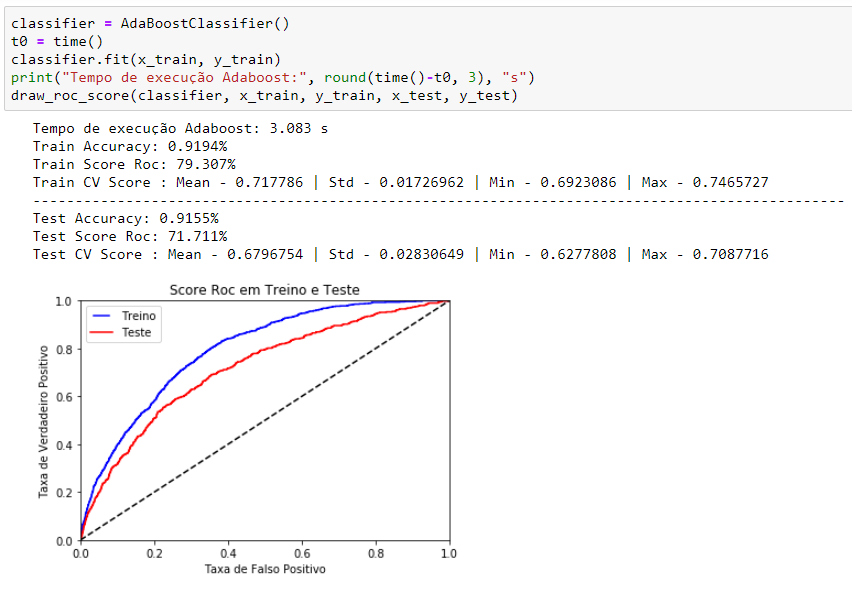 classifier = AdaBoostClassifier()
t0 = time()
classifier.fit(x_train, y_train)
print("Tempo de execução Adaboost:", round(time()-t0, 3), "s")
draw_roc_score(classifier, x_train, y_train, x_test, y_test)
Tempo de execução Adaboost: 3.083 s
Train Accuracy: 0.9194%
Train Score Roc: 79.307%
Train CV Score : Mean - 0.717786 | Std - 0.01726962 | Min - 0.6923086 | Max - 0.7465727
----------------------------------------------------------------------------------------------------
Test Accuracy: 0.9155%
Test Score Roc: 71.711%
Test CV Score : Mean - 0.6796754 | Std - 0.02830649 | Min - 0.6277808 | Max - 0.7087716
Score Roc em Treino e Teste
Treino
Teste
Taxa de Verdadeiro Positivo
1.0
0.8
0.6
0.4
0.2
0.0
0.0 0.2 0.4 0.6 0.8 1.0
Taxa de Falso Positivo